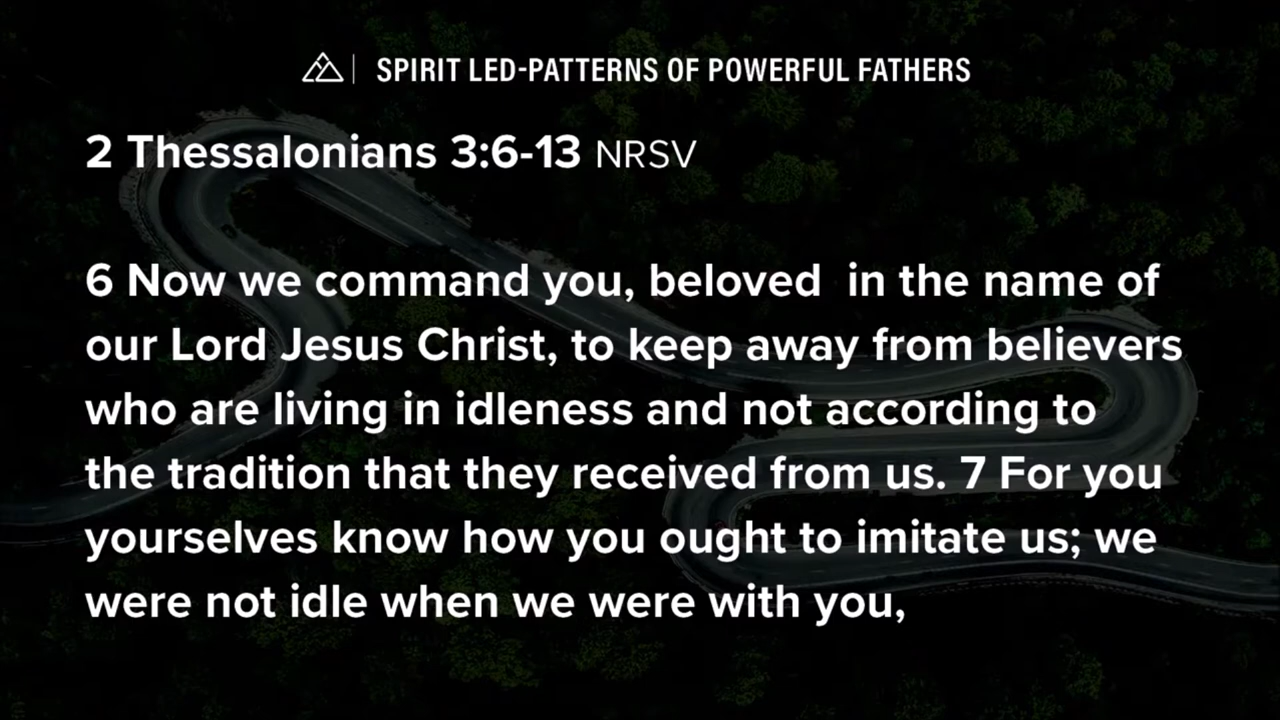 SPIRIT LED-PATTERNS OF POWERFUL FATHERS
2 Thessalonians 3:6-13 NRSV
6 Now we command you, beloved  in the name of
our Lord Jesus Christ, to keep away from believers
who are living in idleness and not according to
the tradition that they received from us. 7 For you
yourselves know how you ought to imitate us; we
were not idle when we were with you,